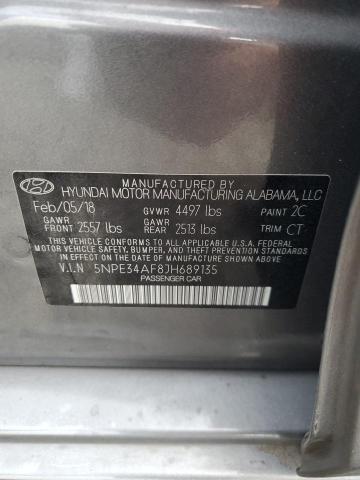 MANUFACTURED BY
HYUNDAI MOTOR MANUFACTURING ALABAMA, LLC
Feb/05/18 GVWR 4497 lbs PAINT 2C
GAWR FRONT 2557 lbs GAWR REAR 2513 lbs TRIM CT
THIS VEHICLE CONFORMS TO ALL APPLICABLE U.S.A FEDERAL
MOTOR VEHICLE SAFETY, BUMPER, AND THEFT PREVENTION
STANDARDS IN EFFECT ON THE DATE OF MANUFACTURE SHOWN ABOVE.
V.I.N 5NPE34AF8JH689135
PASSENGER CAR